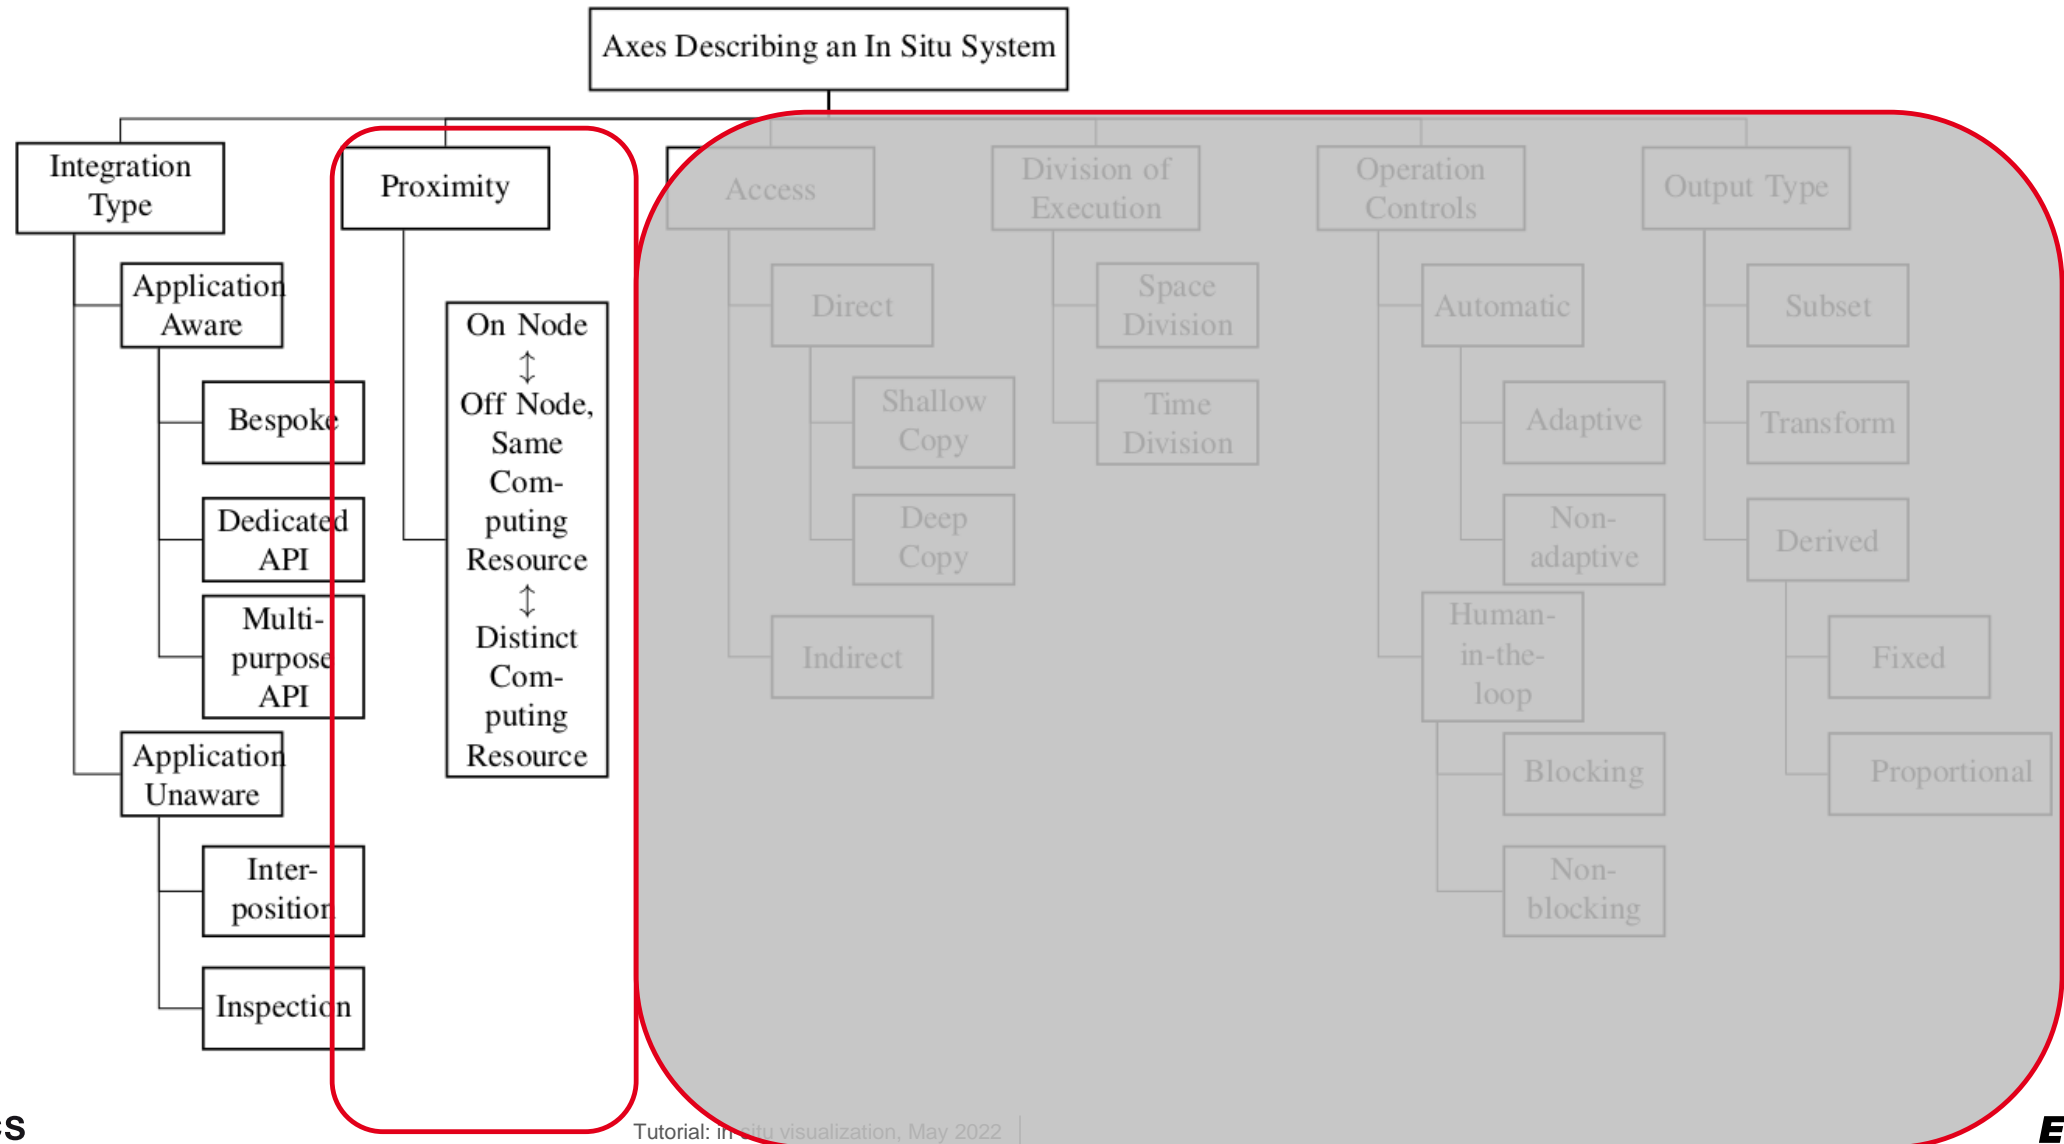 Axes Describing an In Situ System
Integration
Type
Application
Aware
Bespoke
Dedicated
API
Multi-
purpose
API
Application
Unaware
Inter-
position
Inspection
Proximity
On Node
↕
Off Node,
Same
Com-
puting
Resource
↕
Distinct
Com-
puting
Resource
Access
Direct
Shallow
Copy
Deep
Copy
Indirect
Division of
Execution
Space
Division
Time
Division
Operation
Controls
Automatic
Adaptive
Non-
adaptive
Human-
in-the-
loop
Blocking
Non-
blocking
Output Type
Subset
Transform
Derived
Fixed
Proportional
Tutorial: in situ visualization, May 2022